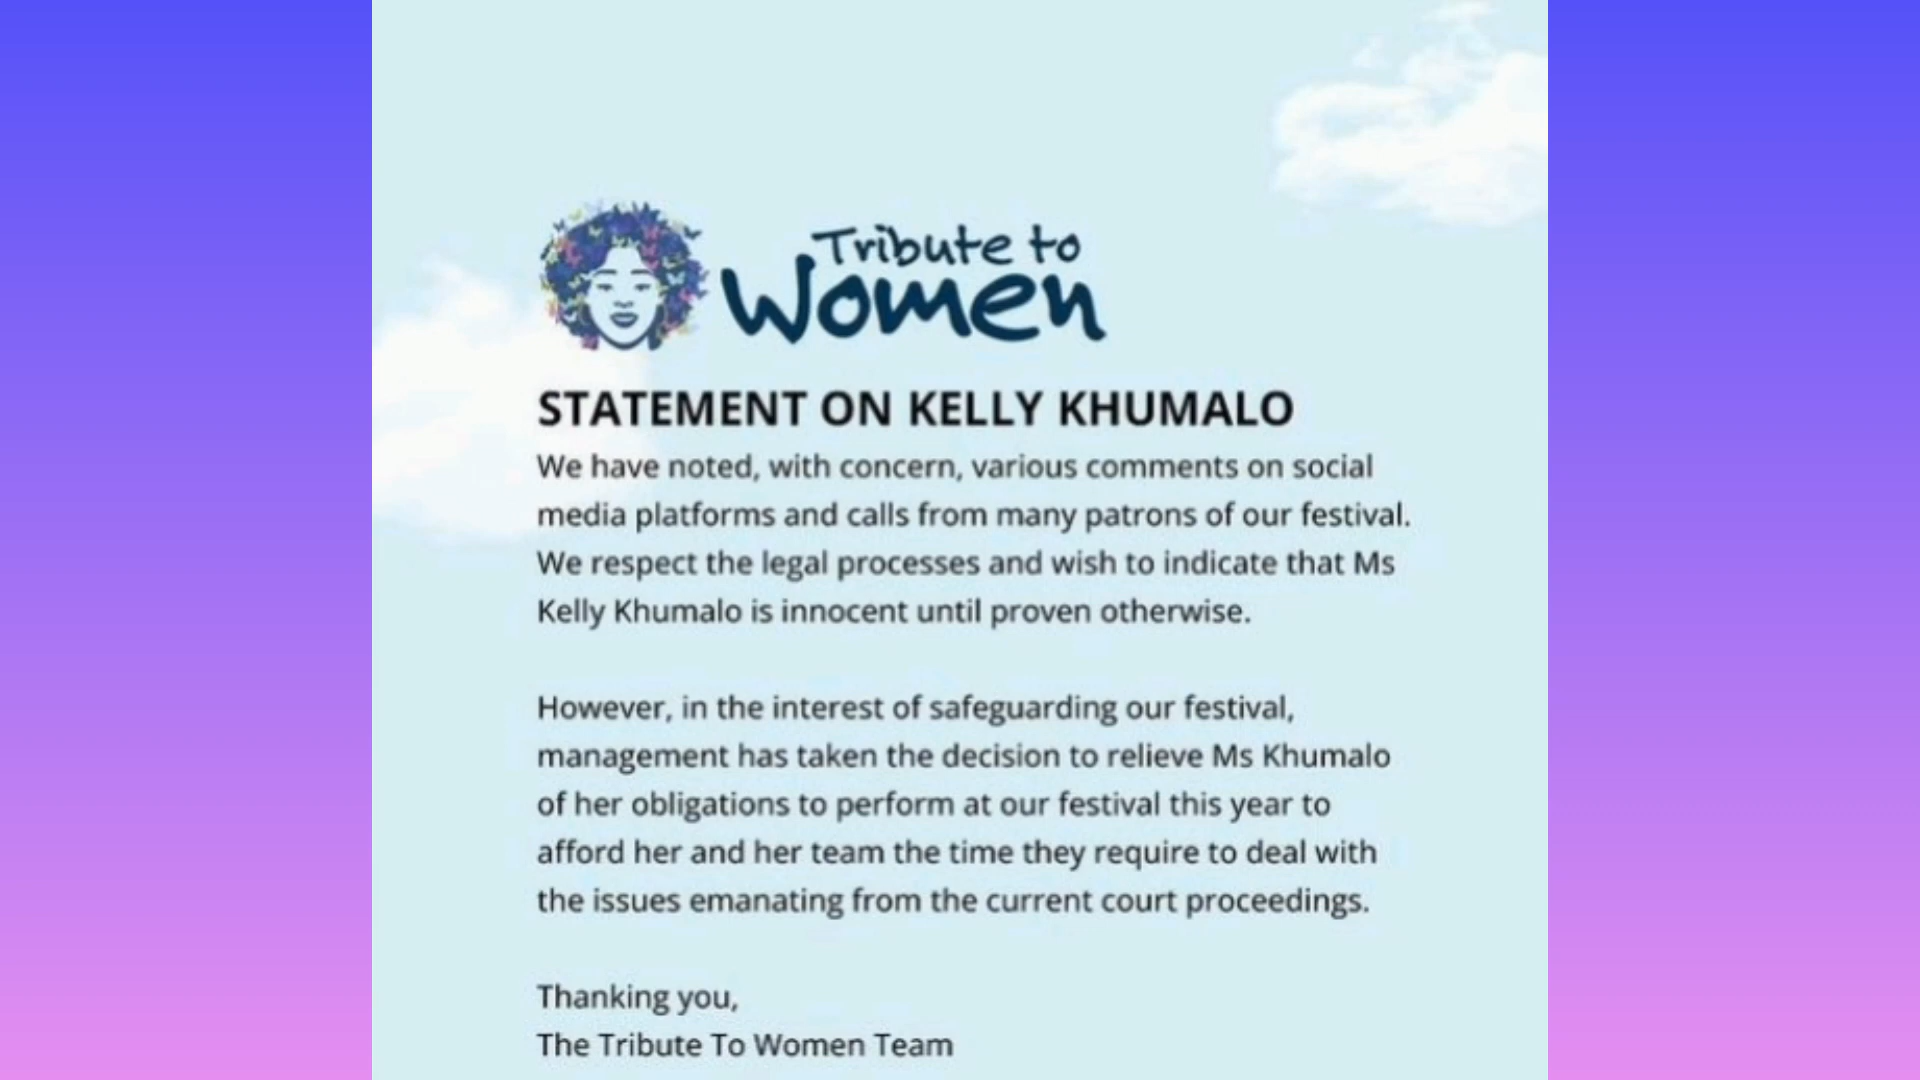 Tribute to
Women
STATEMENT ON KELLY KHUMALO
We have noted, with concern, various comments on social
media platforms and calls from many patrons of our festival.
We respect the legal processes and wish to indicate that Ms
Kelly Khumalo is innocent until proven otherwise.
However, in the interest of safeguarding our festival,
management has taken the decision to relieve Ms Khumalo
of her obligations to perform at our festival this year to
afford her and her team the time they require to deal with
the issues emanating from the current court proceedings.
Thanking you,
The Tribute To Women Team